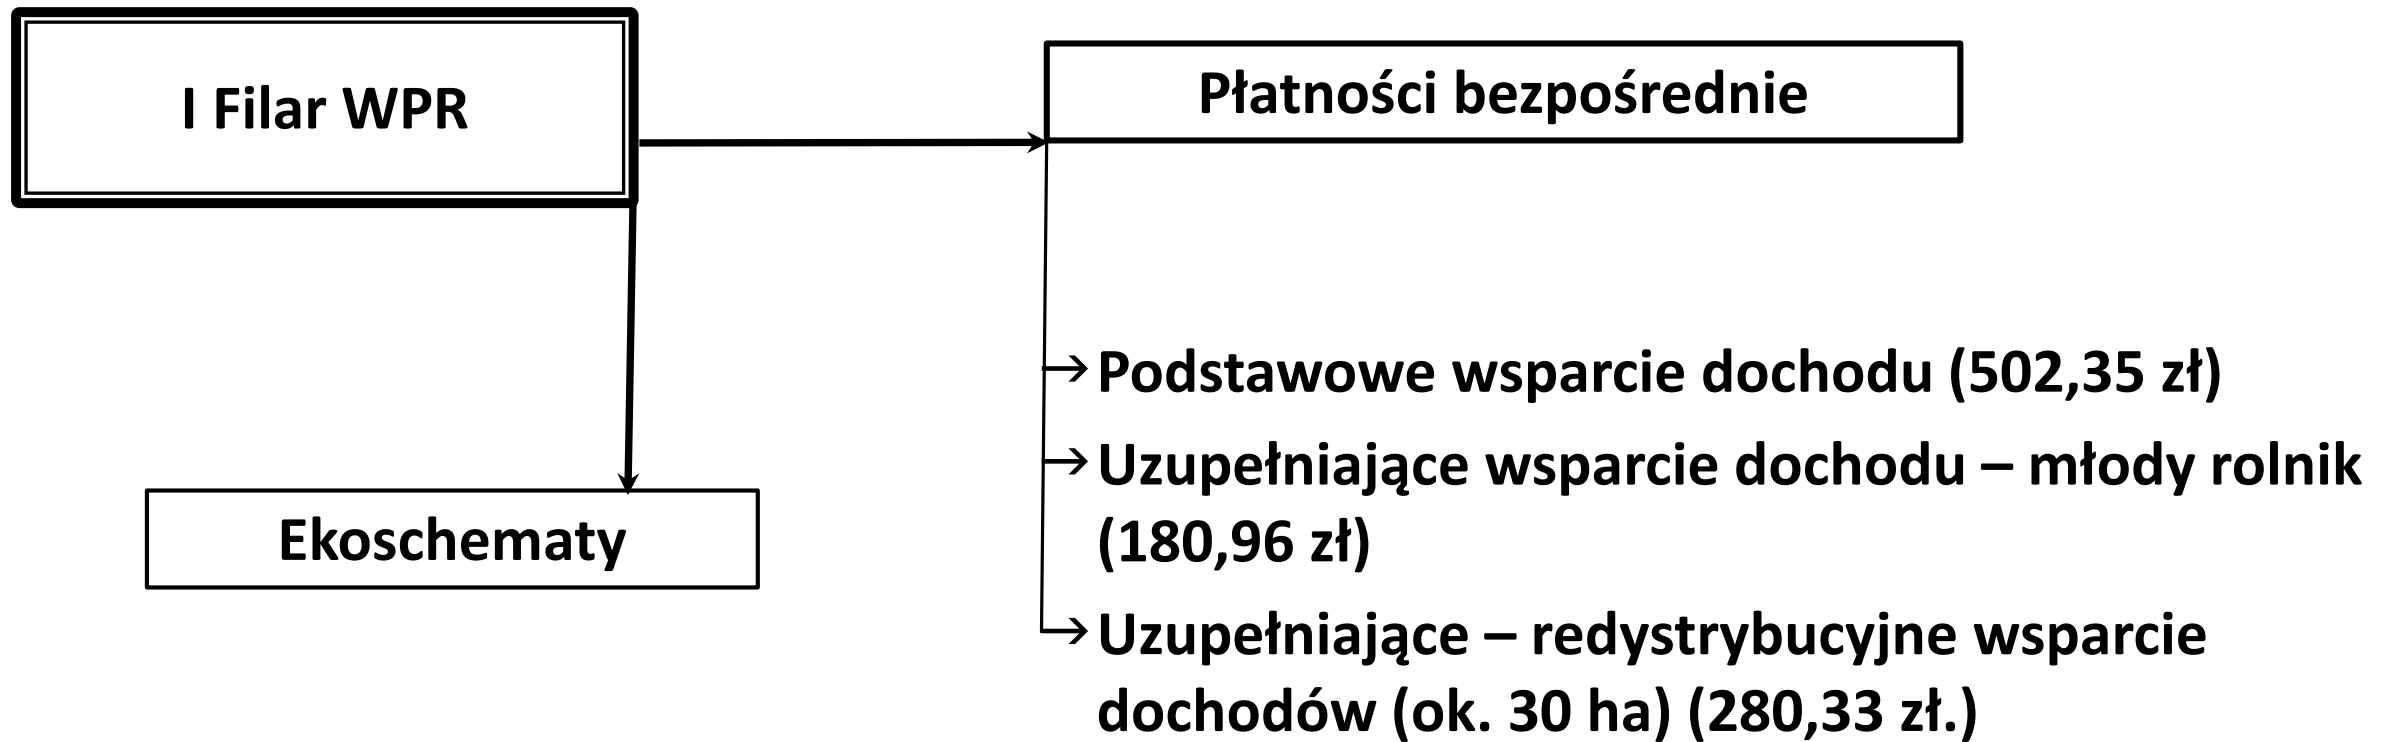 I Filar WPR
Płatności bezpośrednie
Ekoschematy
Podstawowe wsparcie dochodu (502,35 zł)
Uzupełniające wsparcie dochodu – młody rolnik
(180,96 zł)
Uzupełniające – redystrybucyjne wsparcie
dochodów (ok. 30 ha) (280,33 zł.)